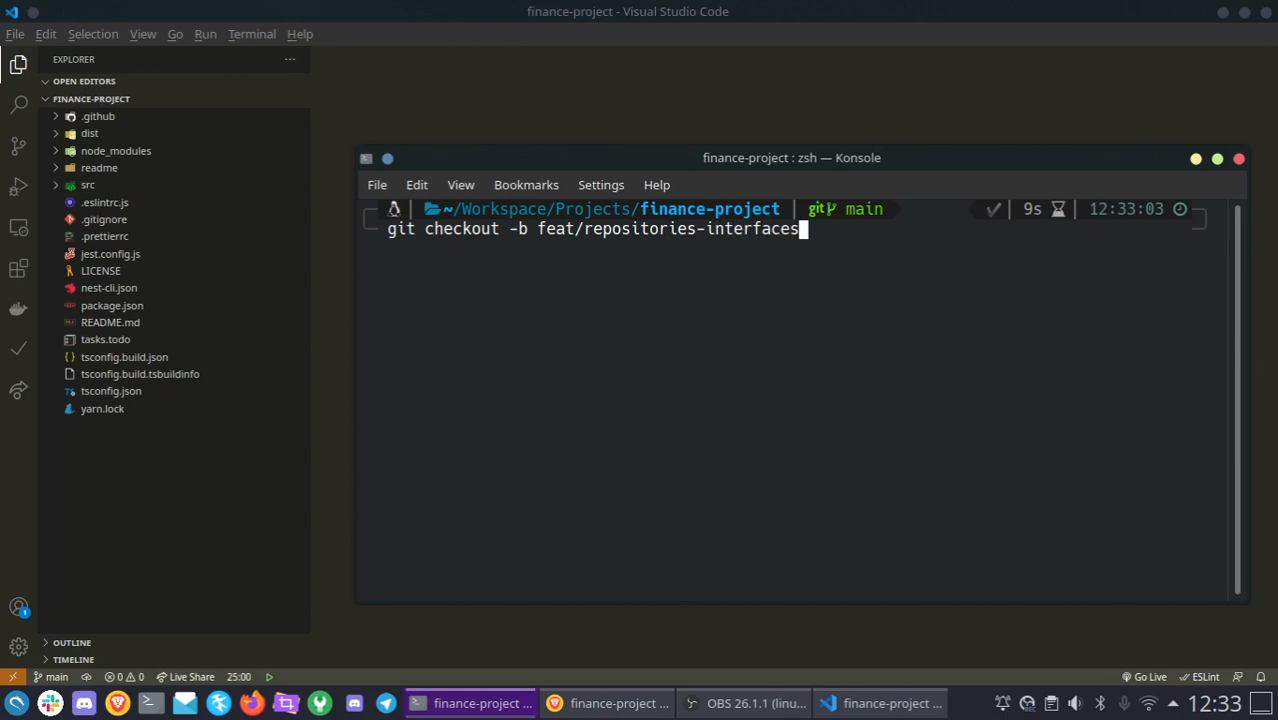 finance-project - Visual Studio Code
File Edit Selection View Go Run Terminal Help
EXPLORER ...
OPEN EDITORS
FINANCE-PROJECT
.github
dist
node_modules
readme
src
.eslintrc.js
.gitignore
.prettierrc
jest.config.js
LICENSE
nest-cli.json
package.json
README.md
tasks.todo
tsconfig.build.json
tsconfig.build.tsbuildinfo
tsconfig.json
yarn.lock
finance-project : zsh — Konsole
File Edit View Bookmarks Settings Help
~/Workspace/Projects/finance-project | git main 9s | 12:33:03
git checkout -b feat/repositories-interfaces
1
OUTLINE
TIMELINE
main 0 0 Live Share 25:00 Go Live ESLint
finance-project ... finance-project ... OBS 26.1.1 (linu... finance-project ... 12:33